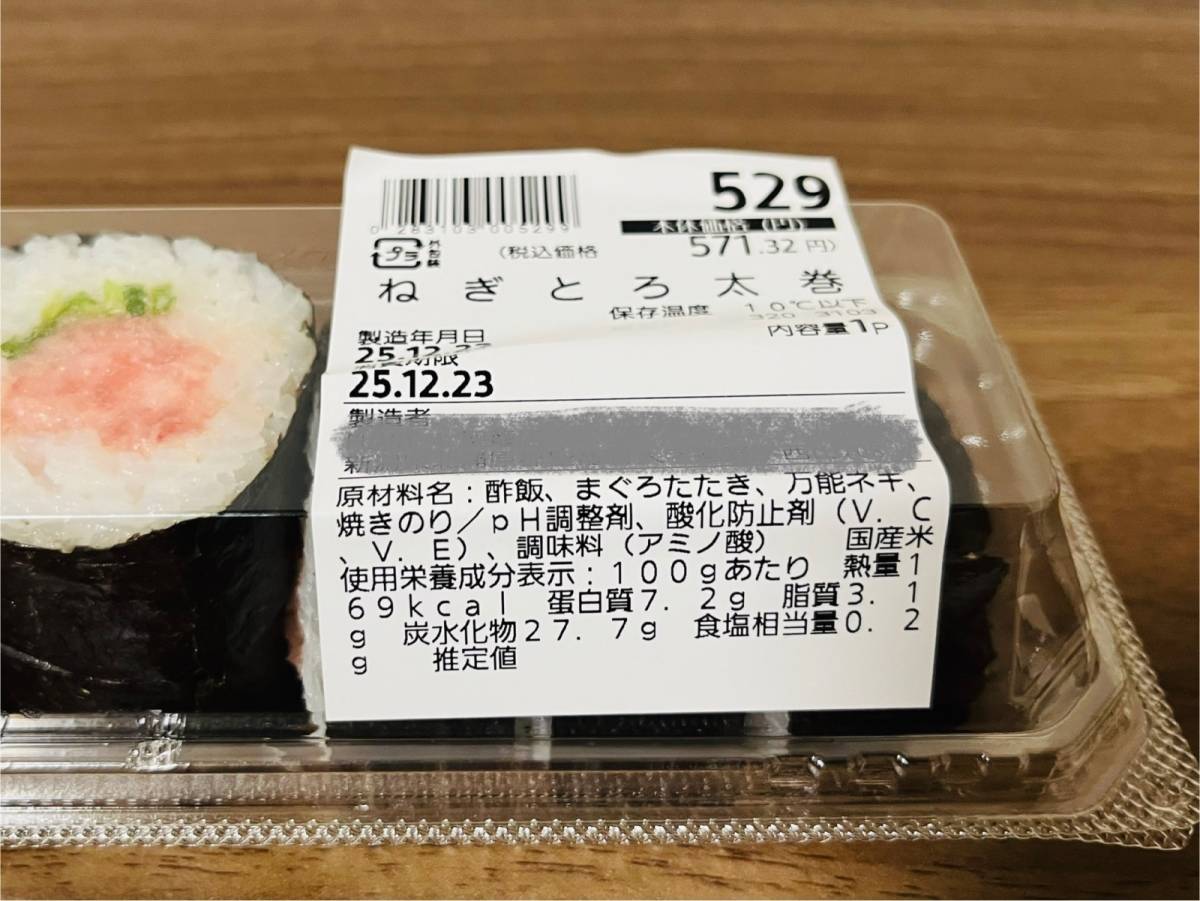 529
0 283103 005299
本体価格(円)
プラ
(税込価格 571.32円)
ねぎとろ太巻
保存温度 10℃以下
320 3103
製造年月日
内容量1P
25.12
25.12.23
製造者
原材料名:酢飯、まぐろたたき、万能ネギ、
焼きのり/pH調整剤、酸化防止剤(V.C
、V.E)、調味料(アミノ酸) 国産米
使用栄養成分表示:100gあたり 熱量1
69kcal 蛋白質7.2g 脂質3.1
g 炭水化物27.7g 食塩相当量0.2
g 推定値